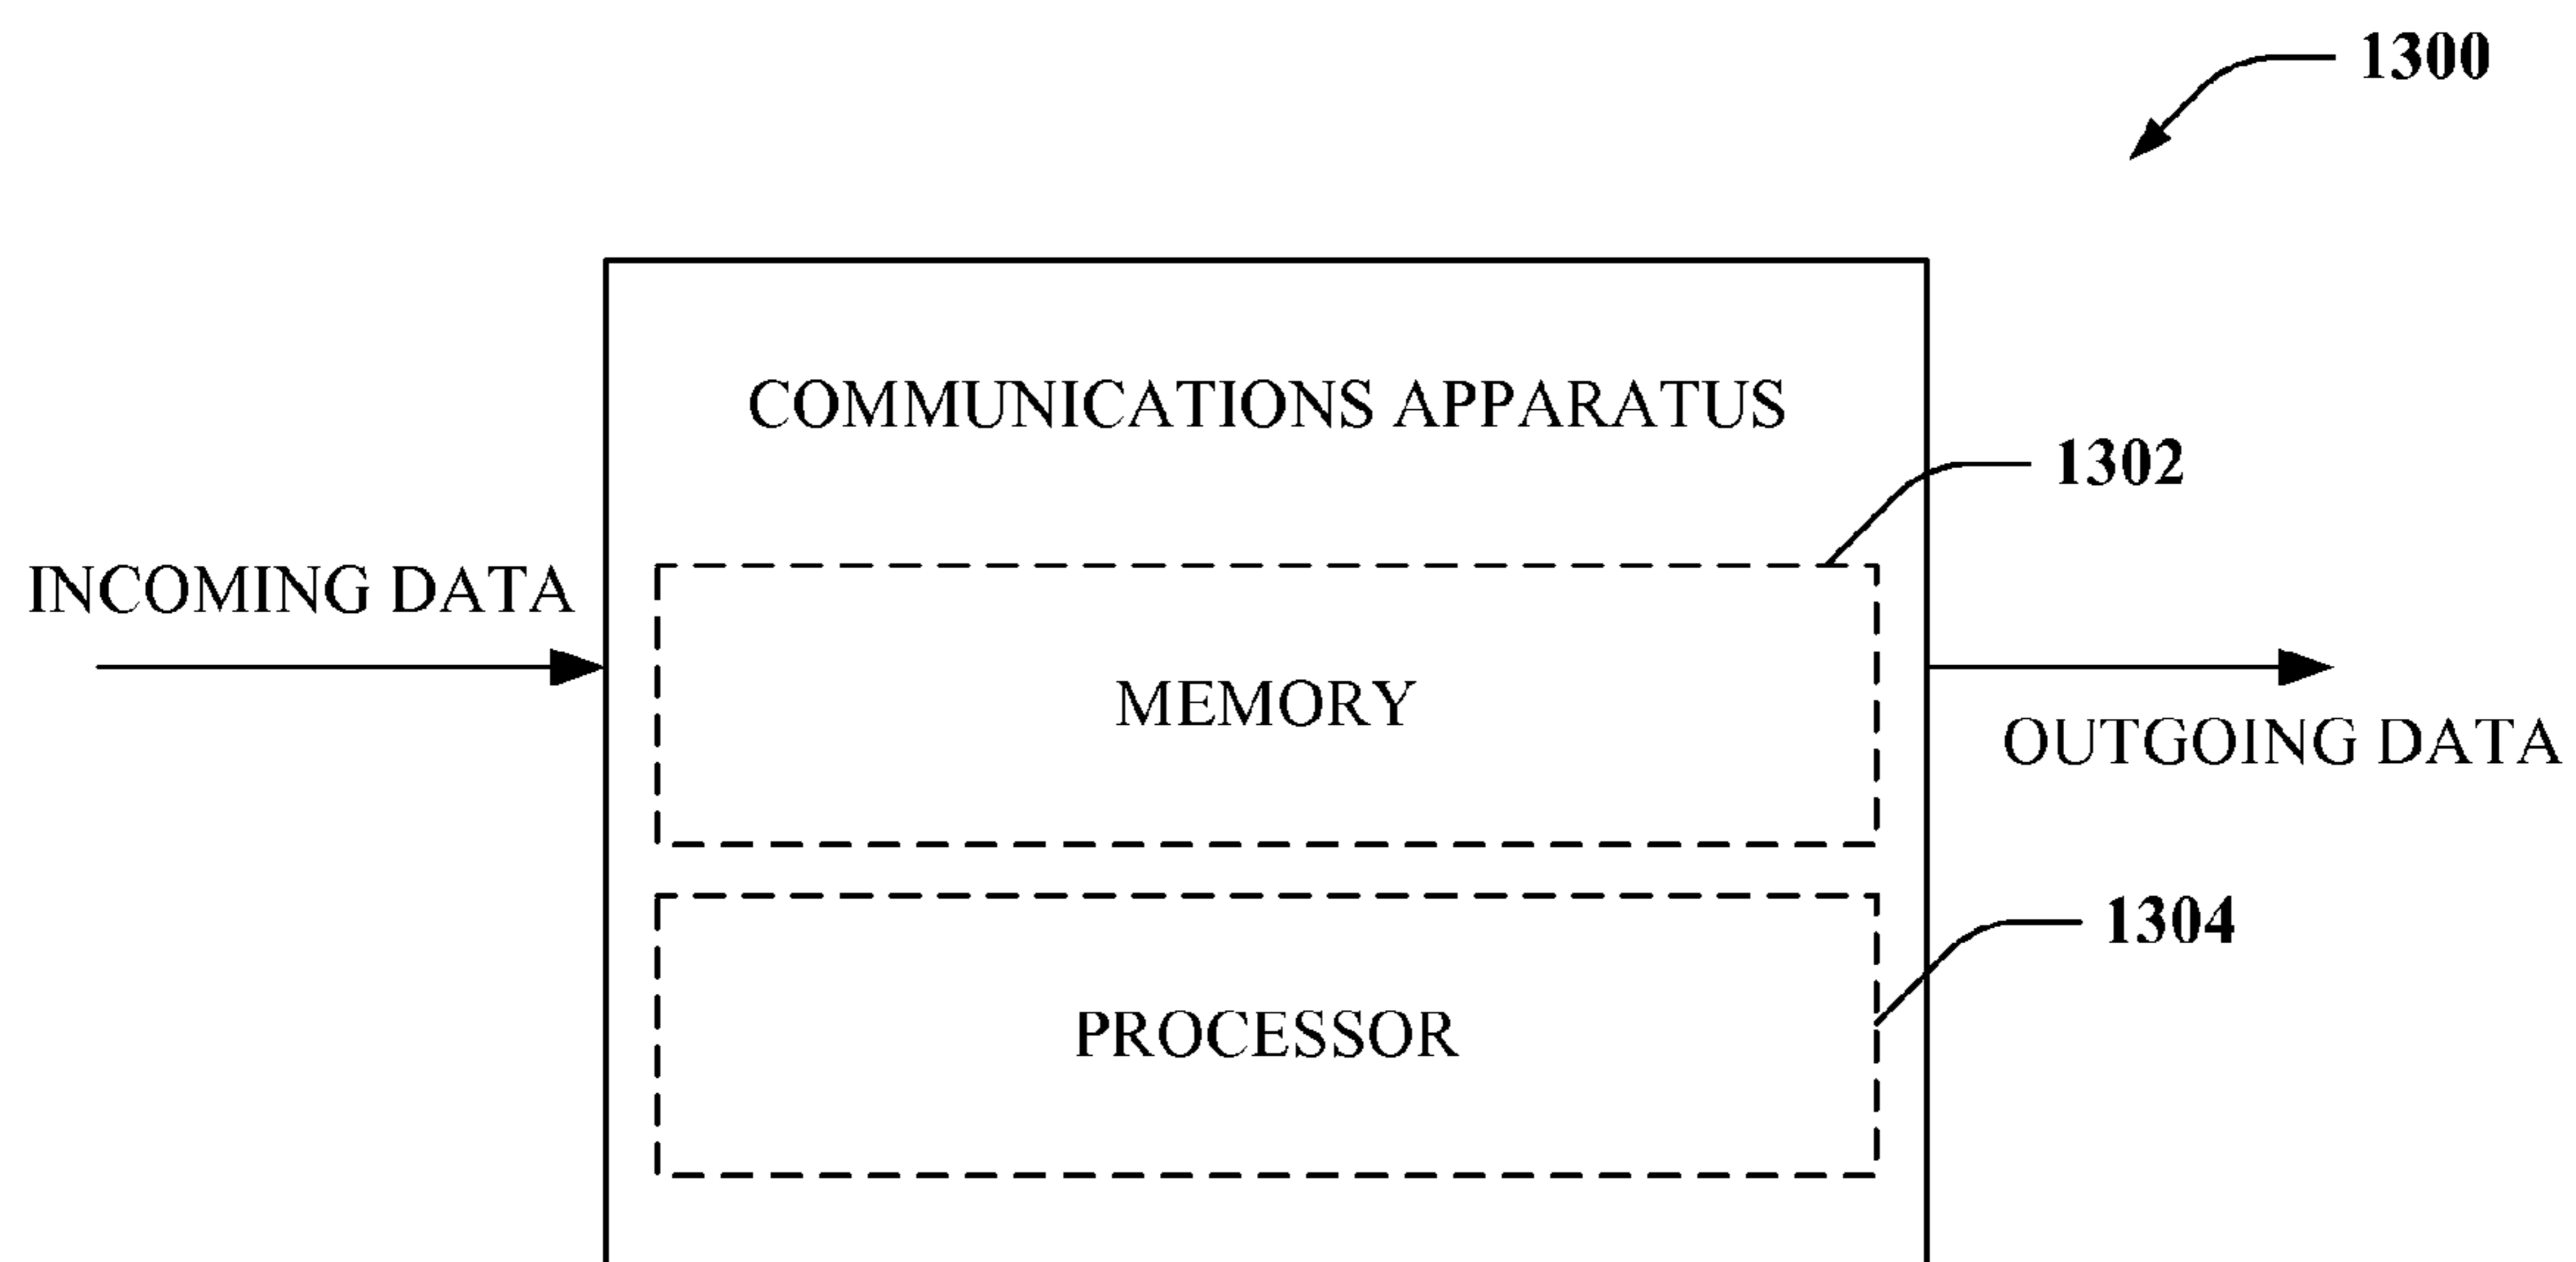 1300
COMMUNICATIONS APPARATUS
1302
INCOMING DATA
MEMORY
OUTGOING DATA
1304
PROCESSOR